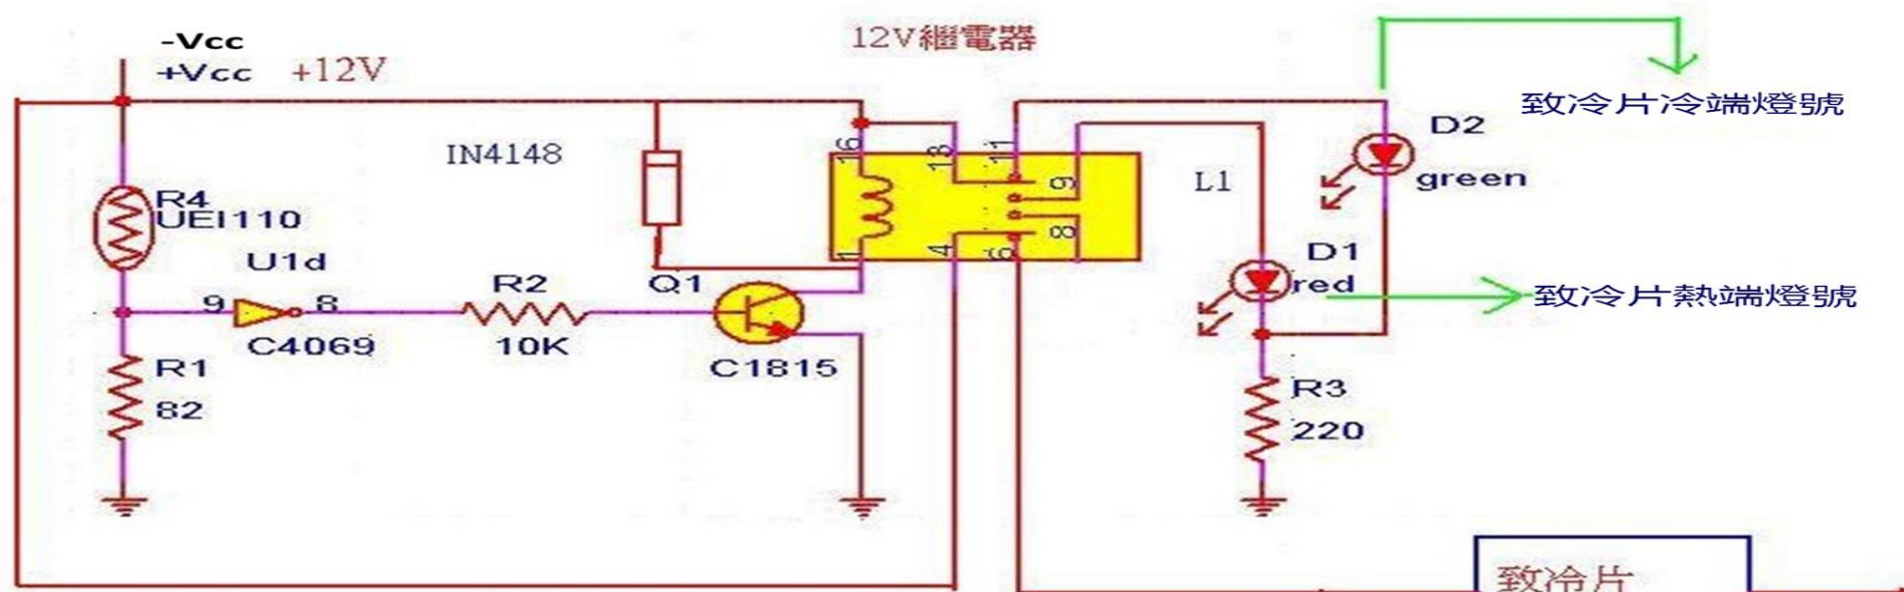 -Vcc
+Vcc +12V
12V繼電器
致冷片冷端燈號
D2
green
IN4148
16
13
11
9
L1
R4
UEI110
U1d
9
8
C4069
R2
10K
Q1
C1815
1
4
6
8
D1
red
致冷片熱端燈號
R1
82
R3
220
致冷片